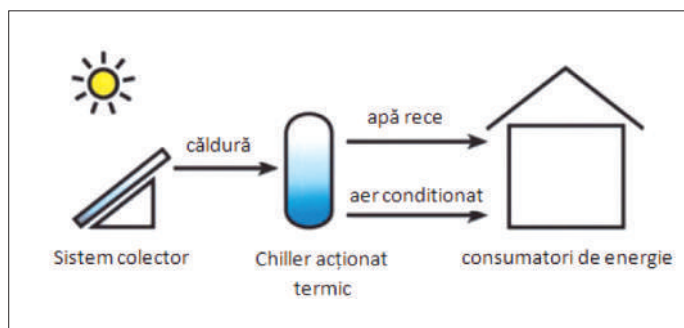 căldură
apă rece
aer conditionat
Sistem colector
Chiller acționat
termic
consumatori de energie